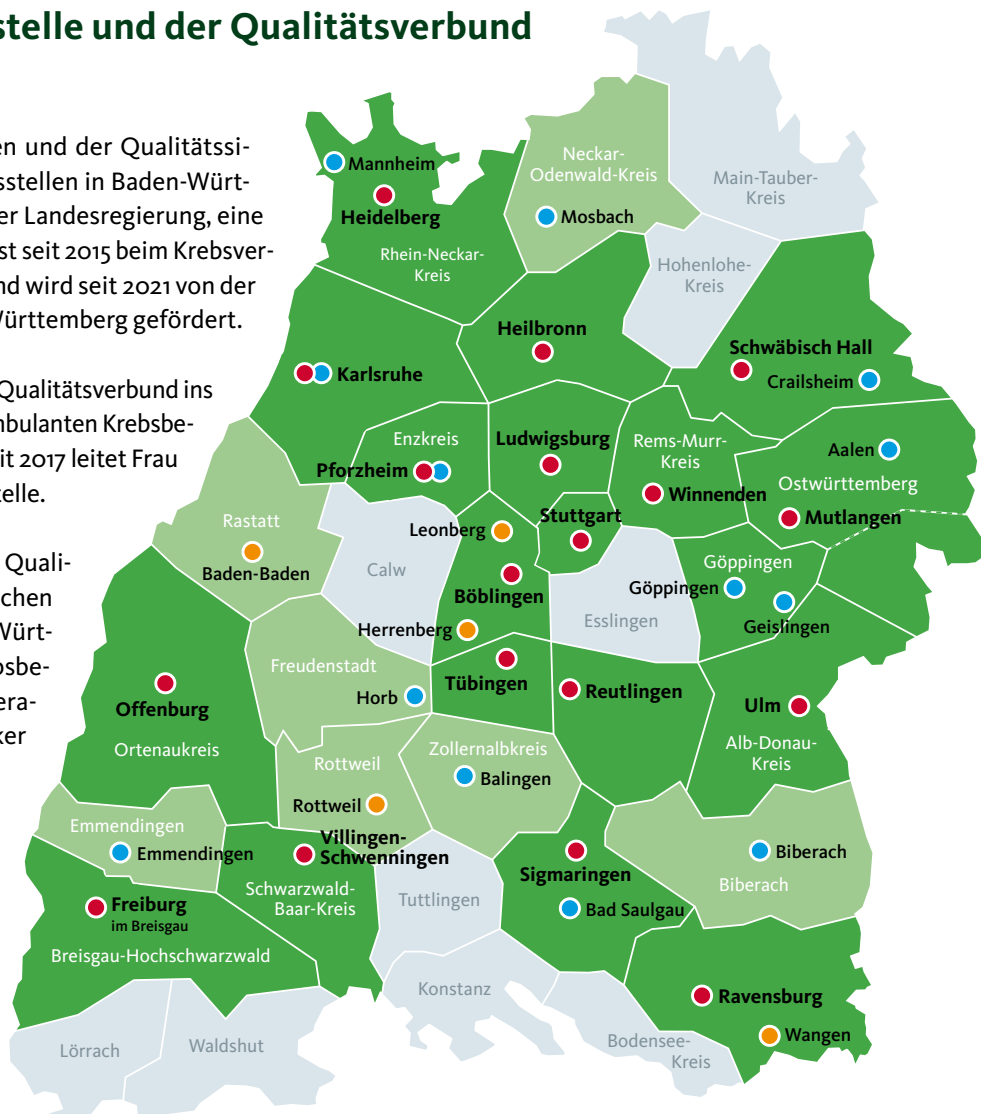 stelle und der Qualitätsverbund
en und der Qualitätssi-
sstellen in Baden-Würt-
er Landesregierung, eine
st seit 2015 beim Krebsver-
nd wird seit 2021 von der
Württemberg gefördert.
Qualitätsverbund ins
mbulanten Krebsbe-
it 2017 leitet Frau
telle.
Quali-
chen
Würt-
osbe-
era-
ker
Neckar-
Odenwald-Kreis
Mosbach
Main-Tauber-
Kreis
Mannheim
Heidelberg
Rhein-Neckar-
Kreis
Hohenlohe-
Kreis
Heilbronn
Schwäbisch Hall
Crailsheim
Karlsruhe
Enzkreis
Pforzheim
Ludwigsburg
Rems-Murr-
Kreis
Winnenden
Aalen
Ostwürttemberg
Mutlangen
Rastatt
Baden-Baden
Calw
Leonberg
Stuttgart
Böblingen
Herrenberg
Esslingen
Göppingen
Göppingen
Geislingen
Freudenstadt
Horb
Tübingen
Reutlingen
Ulm
Alb-Donau-
Kreis
Offenburg
Ortenaukreis
Rottweil
Rottweil
Zollernalbkreis
Balingen
Emmendingen
Emmendingen
Villingen-
Schwenningen
Schwarzwald-
Baar-Kreis
Freiburg
im Breisgau
Breisgau-Hochschwarzwald
Tuttlingen
Sigmaringen
Bad Saulgau
Biberach
Biberach
Konstanz
Ravensburg
Wangen
Bodensee-
Kreis
Lörrach
Waldshut